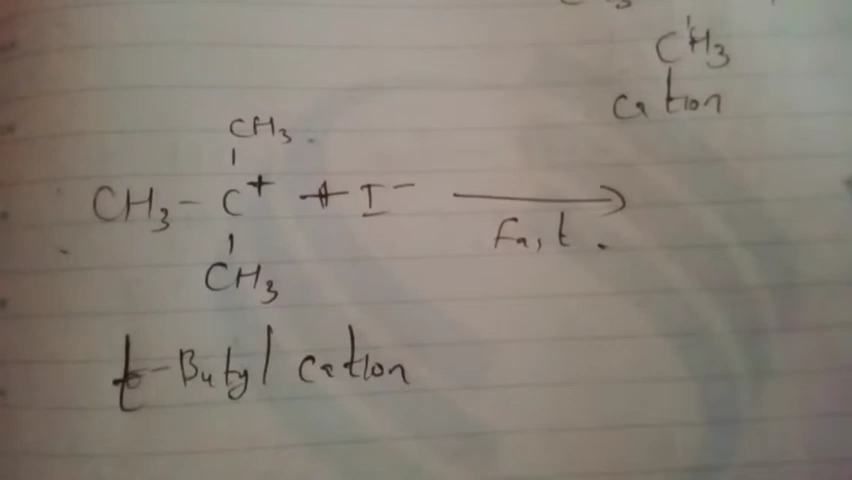 CH3
cation
CH3
CH3 - C+ + I- →
Fast.
CH3
t-Butyl cation